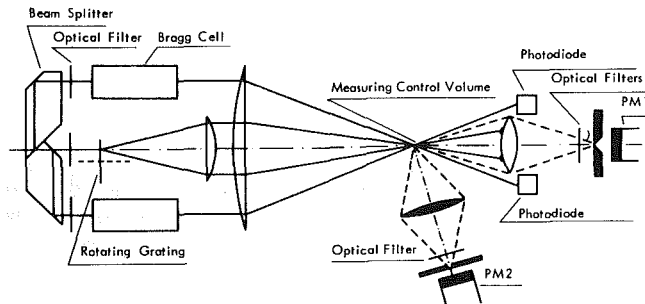 Beam Splitter
Optical Filter
Bragg Cell
Photodiode
Measuring Control Volume
Optical Filters
PM1
Photodiode
Rotating Grating
Optical Filter
PM2